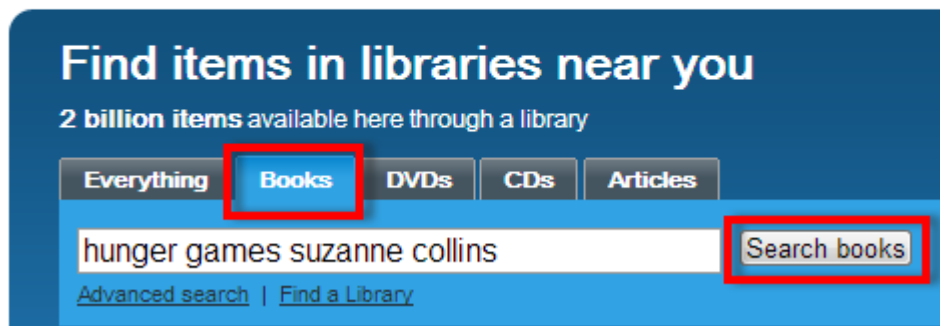 Find items in libraries near you
2 billion items available here through a library
Everything Books DVDs CDs Articles
hunger games suzanne collins Search books
Advanced search | Find a Library